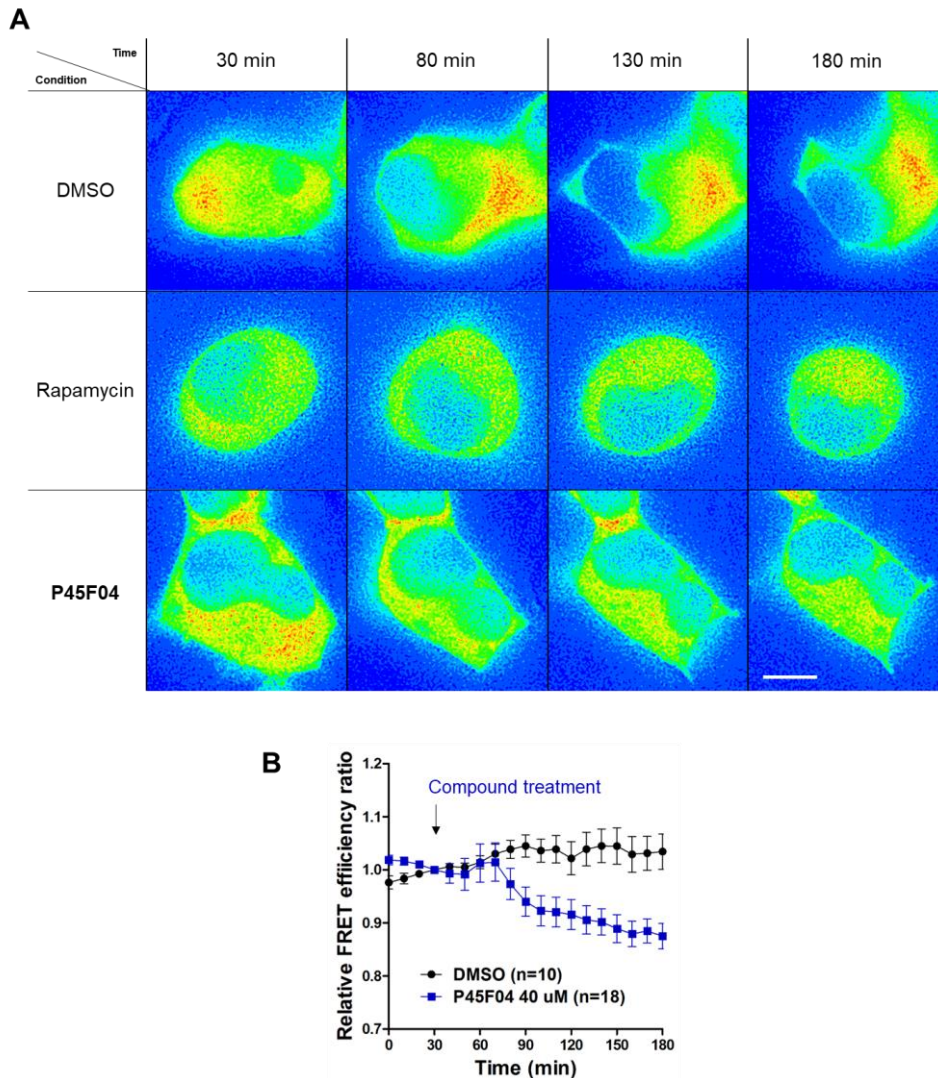 A
Time
Condition
30 min
80 min
130 min
180 min
DMSO
Rapamycin
P45F04
B
Relative FRET effiiciency ratio
1.2
1.1
1.0
0.9
0.8
0.7
Compound treatment
DMSO (n=10)
P45F04 40 uM (n=18)
0
30
60
90
120
150
180
Time (min)